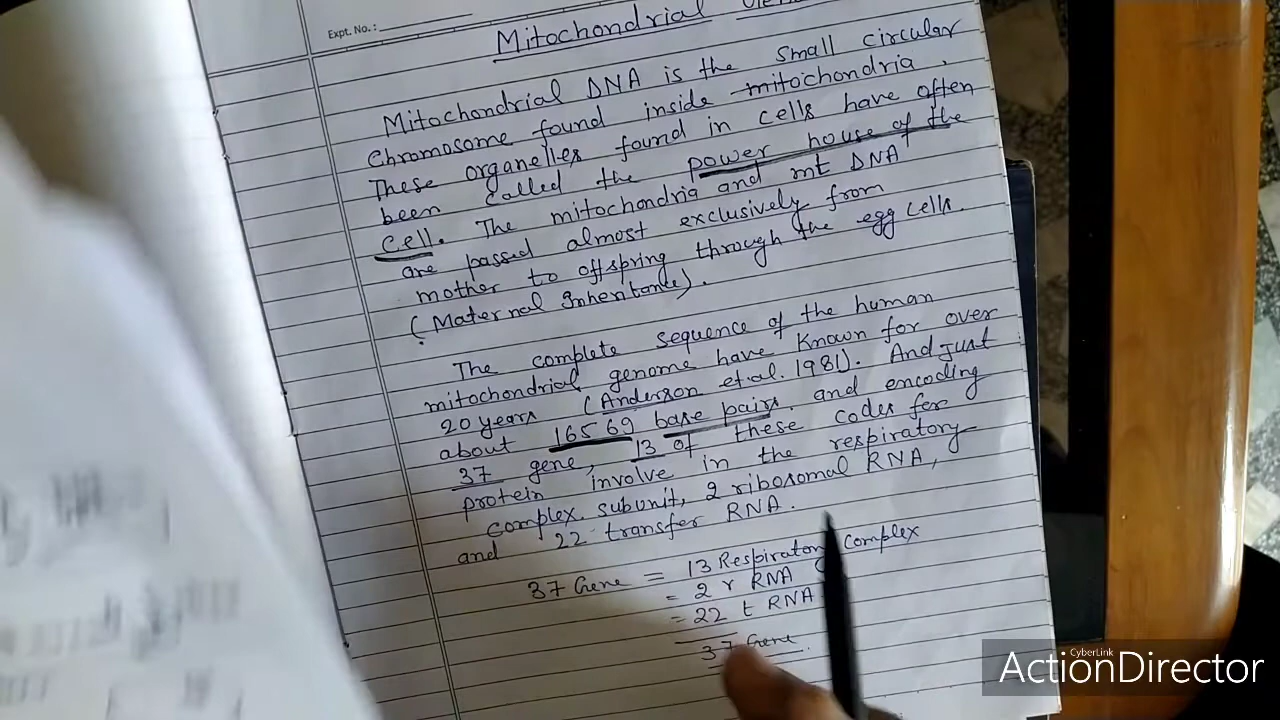 Expt. No.:
Mitochondrial
Mitochondrial DNA is the small circular
Chromosome found inside mitochondria.
These organelles found in cells have often
been called the power house of the
cell. The mitochondria and mt DNA
are passed almost exclusively from
mother to offspring through the egg cells.
(Maternal Inheritance).
The complete sequence of the human
mitochondrial genome have known for over
20 years (Anderson et al. 1981). And just
about 16569 base pairs. and encoding
37 gene, 13 of these codes for
protein involve in the respiratory
complex subunit, 2 ribosomal RNA,
and 22 transfer RNA.
37 Gene = 13 Respiratory complex
= 2 r RNA
= 22 t RNA
37 Gene.
CyberLink
ActionDirector